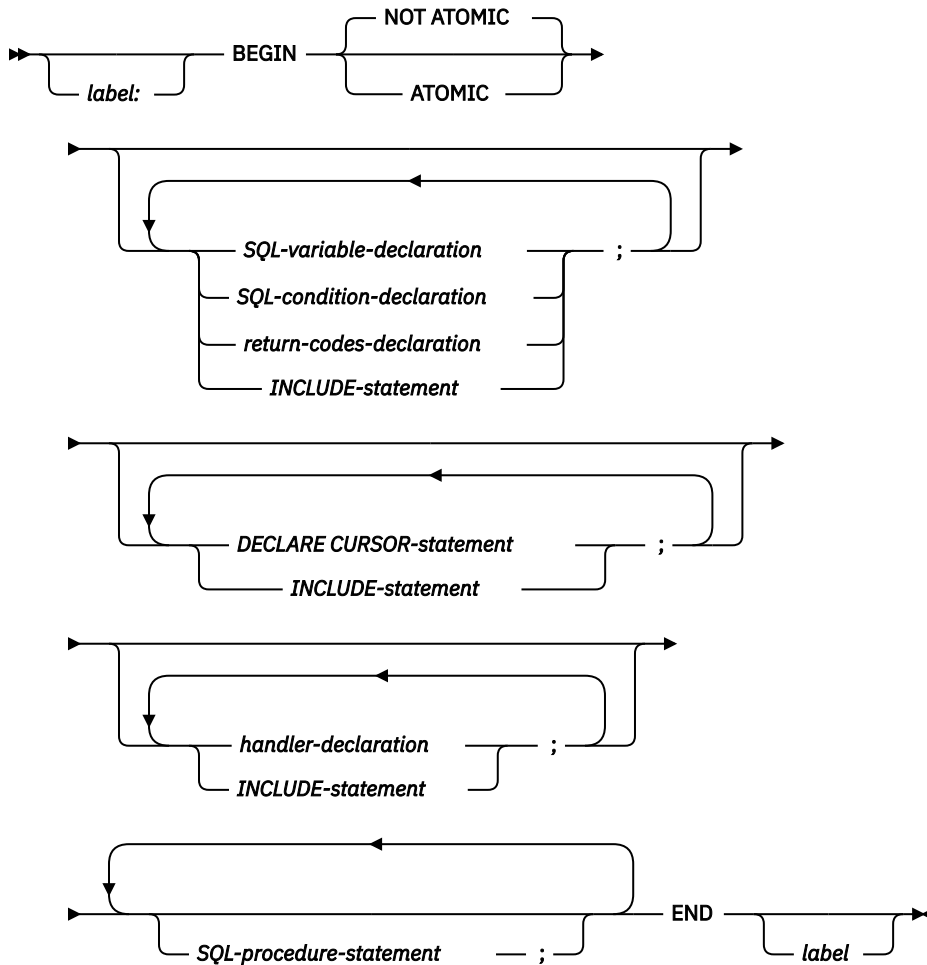 NOT ATOMIC
BEGIN
label:
ATOMIC
SQL-variable-declaration ;
SQL-condition-declaration
return-codes-declaration
INCLUDE-statement
DECLARE CURSOR-statement ;
INCLUDE-statement
handler-declaration ;
INCLUDE-statement
END
SQL-procedure-statement ;
label